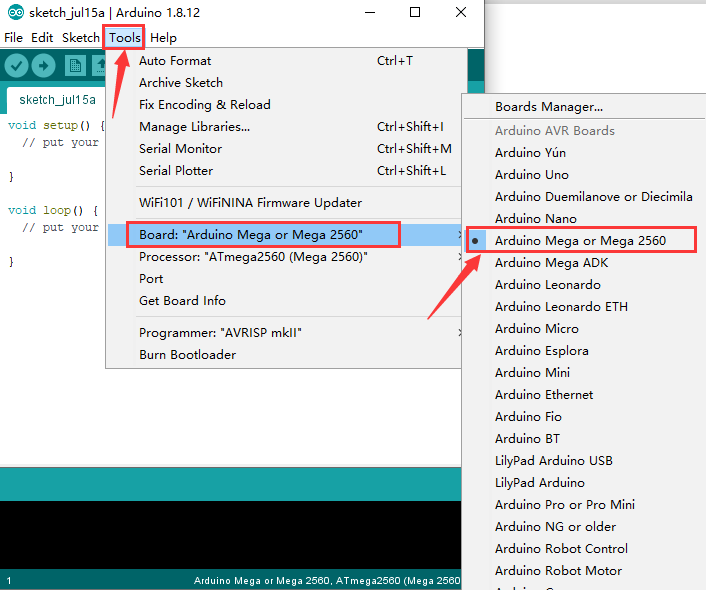 sketch_jul15a | Arduino 1.8.12
File Edit Sketch Tools Help
sketch_jul15a
void setup() {
// put your
}
void loop() {
// put your
}
Auto Format Ctrl+T
Archive Sketch
Fix Encoding & Reload
Manage Libraries... Ctrl+Shift+I
Serial Monitor Ctrl+Shift+M
Serial Plotter Ctrl+Shift+L
WiFi101 / WiFiNINA Firmware Updater
Board: "Arduino Mega or Mega 2560"
Processor: "ATmega2560 (Mega 2560)"
Port
Get Board Info
Programmer: "AVRISP mkII"
Burn Bootloader
Boards Manager...
Arduino AVR Boards
Arduino Yún
Arduino Uno
Arduino Duemilanove or Diecimila
Arduino Nano
Arduino Mega or Mega 2560
Arduino Mega ADK
Arduino Leonardo
Arduino Leonardo ETH
Arduino Micro
Arduino Esplora
Arduino Mini
Arduino Ethernet
Arduino Fio
Arduino BT
LilyPad Arduino USB
LilyPad Arduino
Arduino Pro or Pro Mini
Arduino NG or older
Arduino Robot Control
Arduino Robot Motor
1 Arduino Mega or Mega 2560, ATmega2560 (Mega 2560